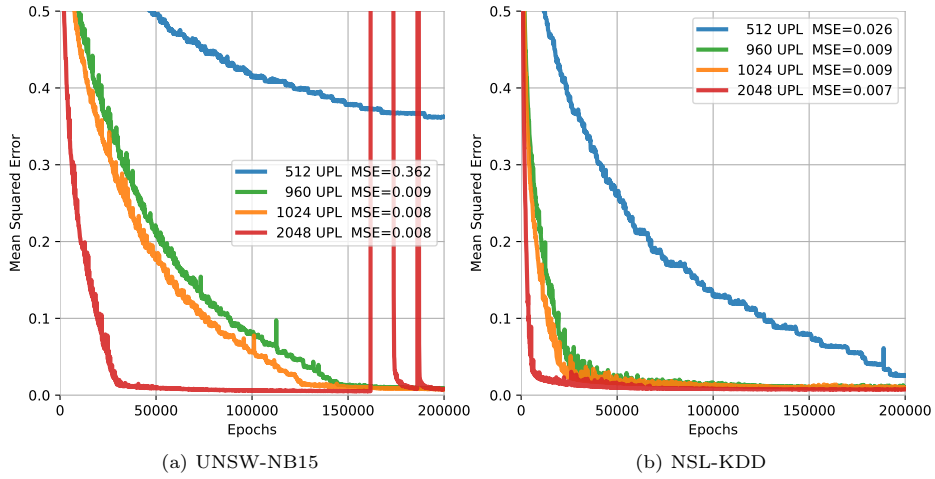 0.5
0.4
0.3
0.2
0.1
0.0
Mean Squared Error
512 UPL MSE=0.362
960 UPL MSE=0.009
1024 UPL MSE=0.008
2048 UPL MSE=0.008
0 50000 100000 150000 200000
Epochs
(a) UNSW-NB15
0.5
0.4
0.3
0.2
0.1
0.0
Mean Squared Error
512 UPL MSE=0.026
960 UPL MSE=0.009
1024 UPL MSE=0.009
2048 UPL MSE=0.007
0 50000 100000 150000 200000
Epochs
(b) NSL-KDD